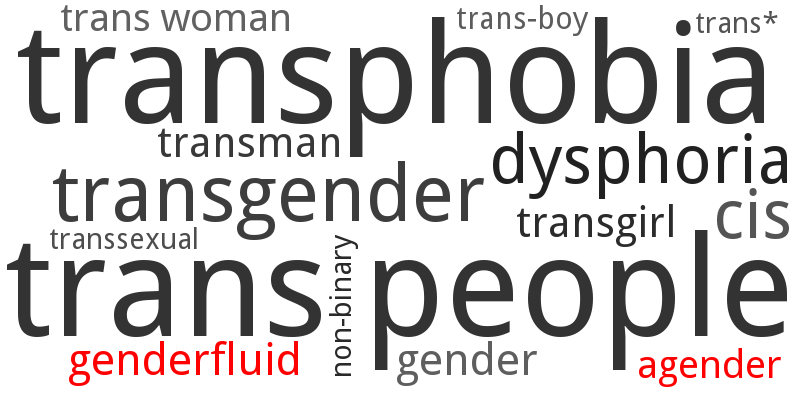 trans woman
trans-boy
trans*
transphobia
transman
dysphoria
transgender
cis
transgirl
transsexual
non-binary
trans people
genderfluid
gender
agender